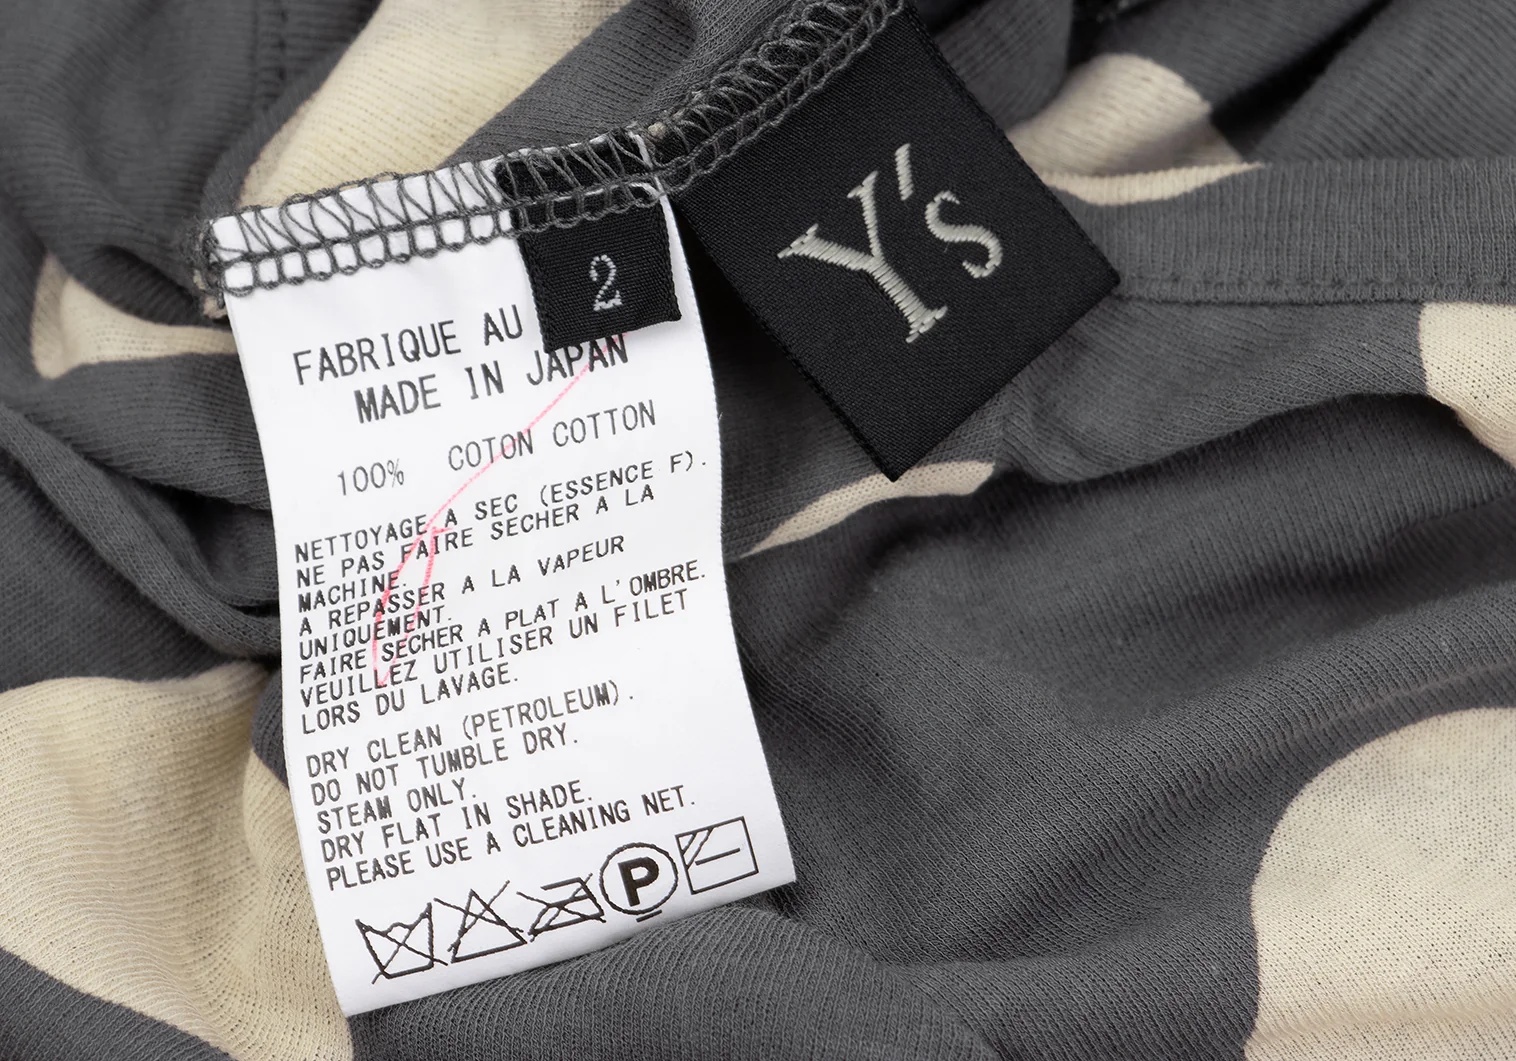 Y's
2
FABRIQUE AU
MADE IN JAPAN
100% COTON COTTON
NETTOYAGE A SEC (ESSENCE F).
NE PAS FAIRE SECHER A LA
MACHINE.
A REPASSER A LA VAPEUR
UNIQUEMENT.
FAIRE SECHER A PLAT A L'OMBRE.
VEUILLEZ UTILISER UN FILET
LORS DU LAVAGE.
DRY CLEAN (PETROLEUM).
DO NOT TUMBLE DRY.
STEAM ONLY.
DRY FLAT IN SHADE.
PLEASE USE A CLEANING NET.
P